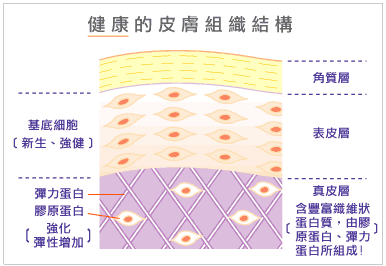 健康的皮膚組織結構
角質層
基底細胞
〔新生、強健〕
表皮層
彈力蛋白
膠原蛋白
強化
彈性增加
真皮層
含豐富纖維狀
蛋白質，由膠
原蛋白、彈力
蛋白所組成!